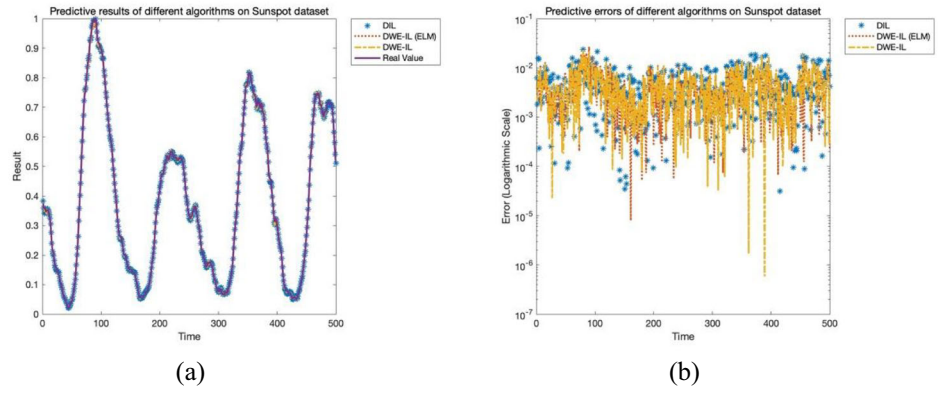 Predictive results of different algorithms on Sunspot dataset
DIL
DWE-IL (ELM)
DWE-IL
Real Value
1
0.9
0.8
0.7
0.6
0.5
0.4
0.3
0.2
0.1
0
Result
0 100 200 300 400 500
Time
(a)
Predictive errors of different algorithms on Sunspot dataset
DIL
DWE-IL (ELM)
DWE-IL
10⁻¹
10⁻²
10⁻³
10⁻⁴
10⁻⁵
10⁻⁶
10⁻⁷
Error (Logarithmic Scale)
0 100 200 300 400 500
Time
(b)